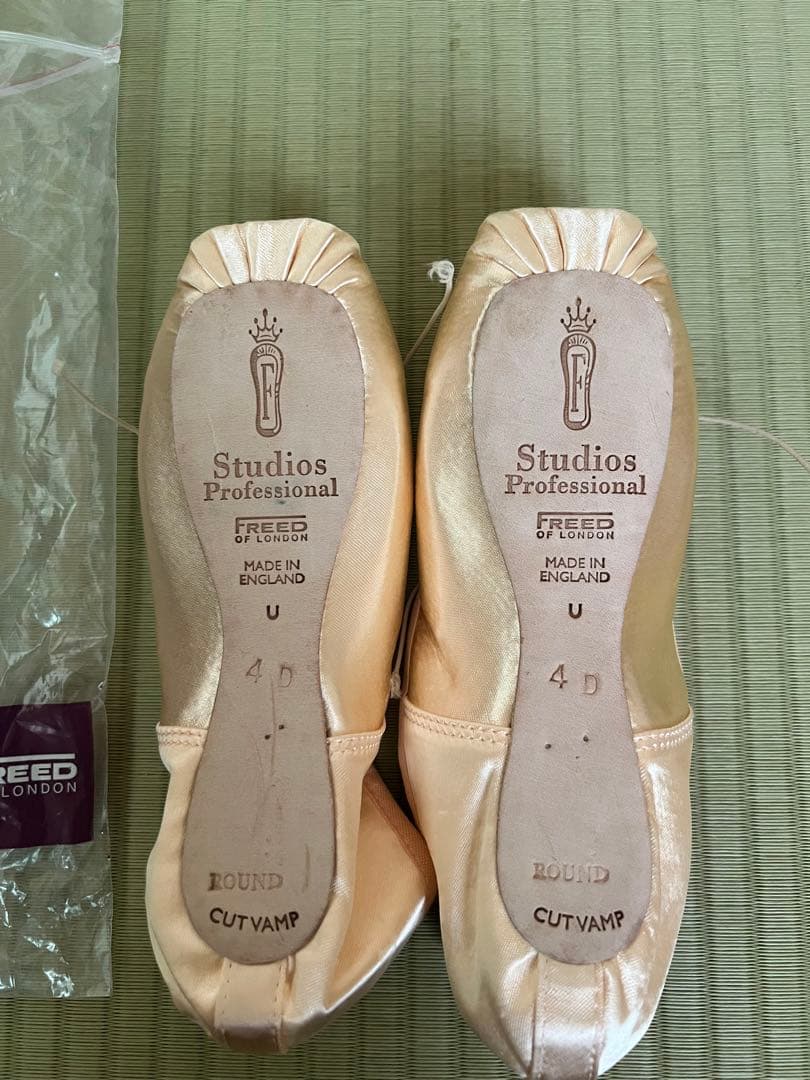 F
Studios
Professional
FREED
OF LONDON
MADE IN
ENGLAND
U
4 D
ROUND
CUTVAMP
F
Studios
Professional
FREED
OF LONDON
MADE IN
ENGLAND
U
4 D
ROUND
CUTVAMP
REED
LONDON